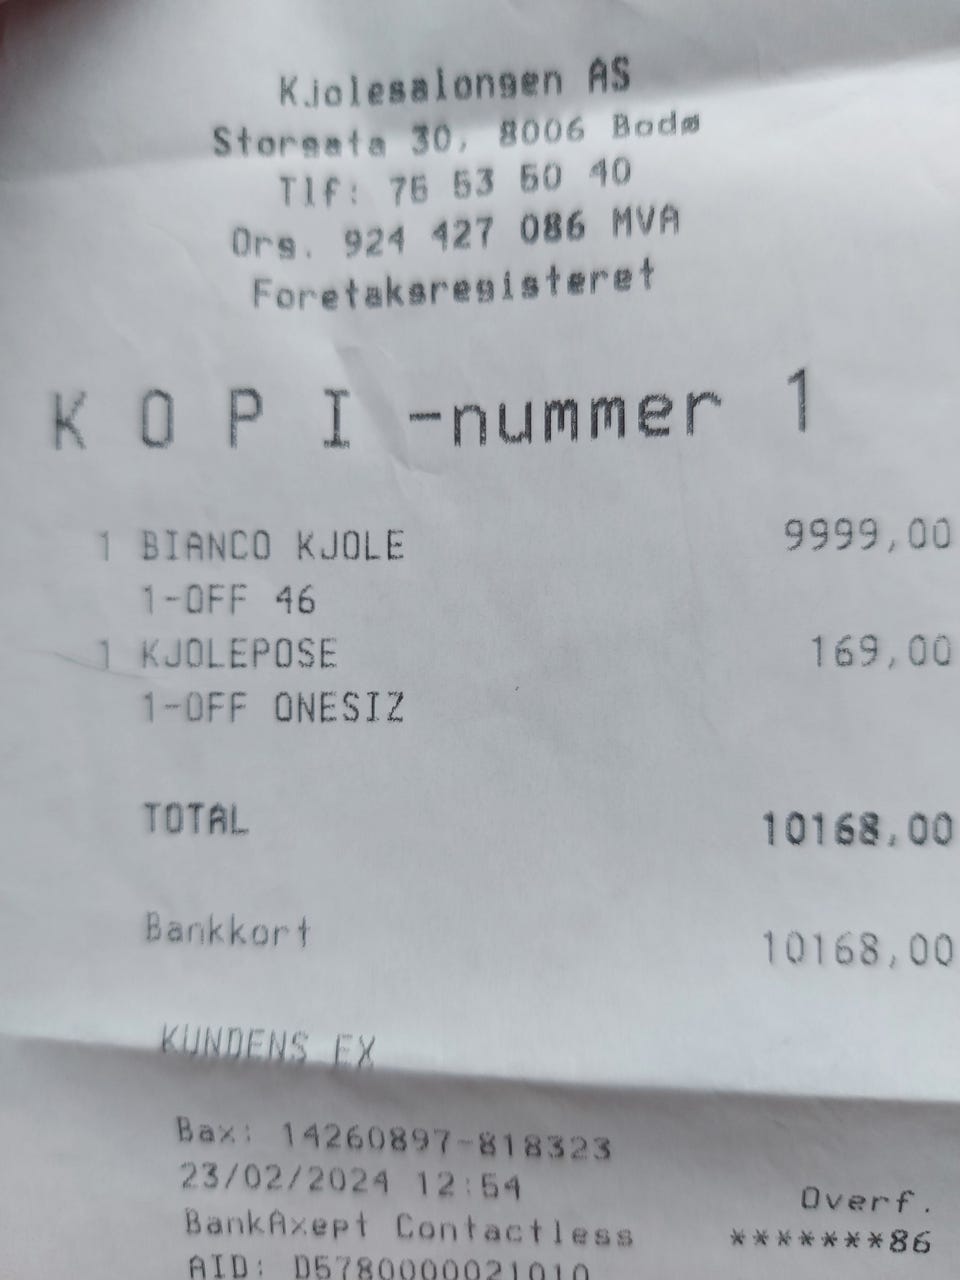 Kjolesalongen AS
Storgata 30, 8006 Bodø
Tlf: 75 53 50 40
Org. 924 427 086 MVA
Foretaksregisteret
K O P I -nummer 1
1 BIANCO KJOLE 9999,00
1-OFF 46
1 KJOLEPOSE 169,00
1-OFF ONESIZ
TOTAL 10168,00
Bankkort 10168,00
KUNDENS EX
Bax: 14260897-818323
23/02/2024 12:54 Overf.
BankAxept Contactless *******86
AID: D5780000021010